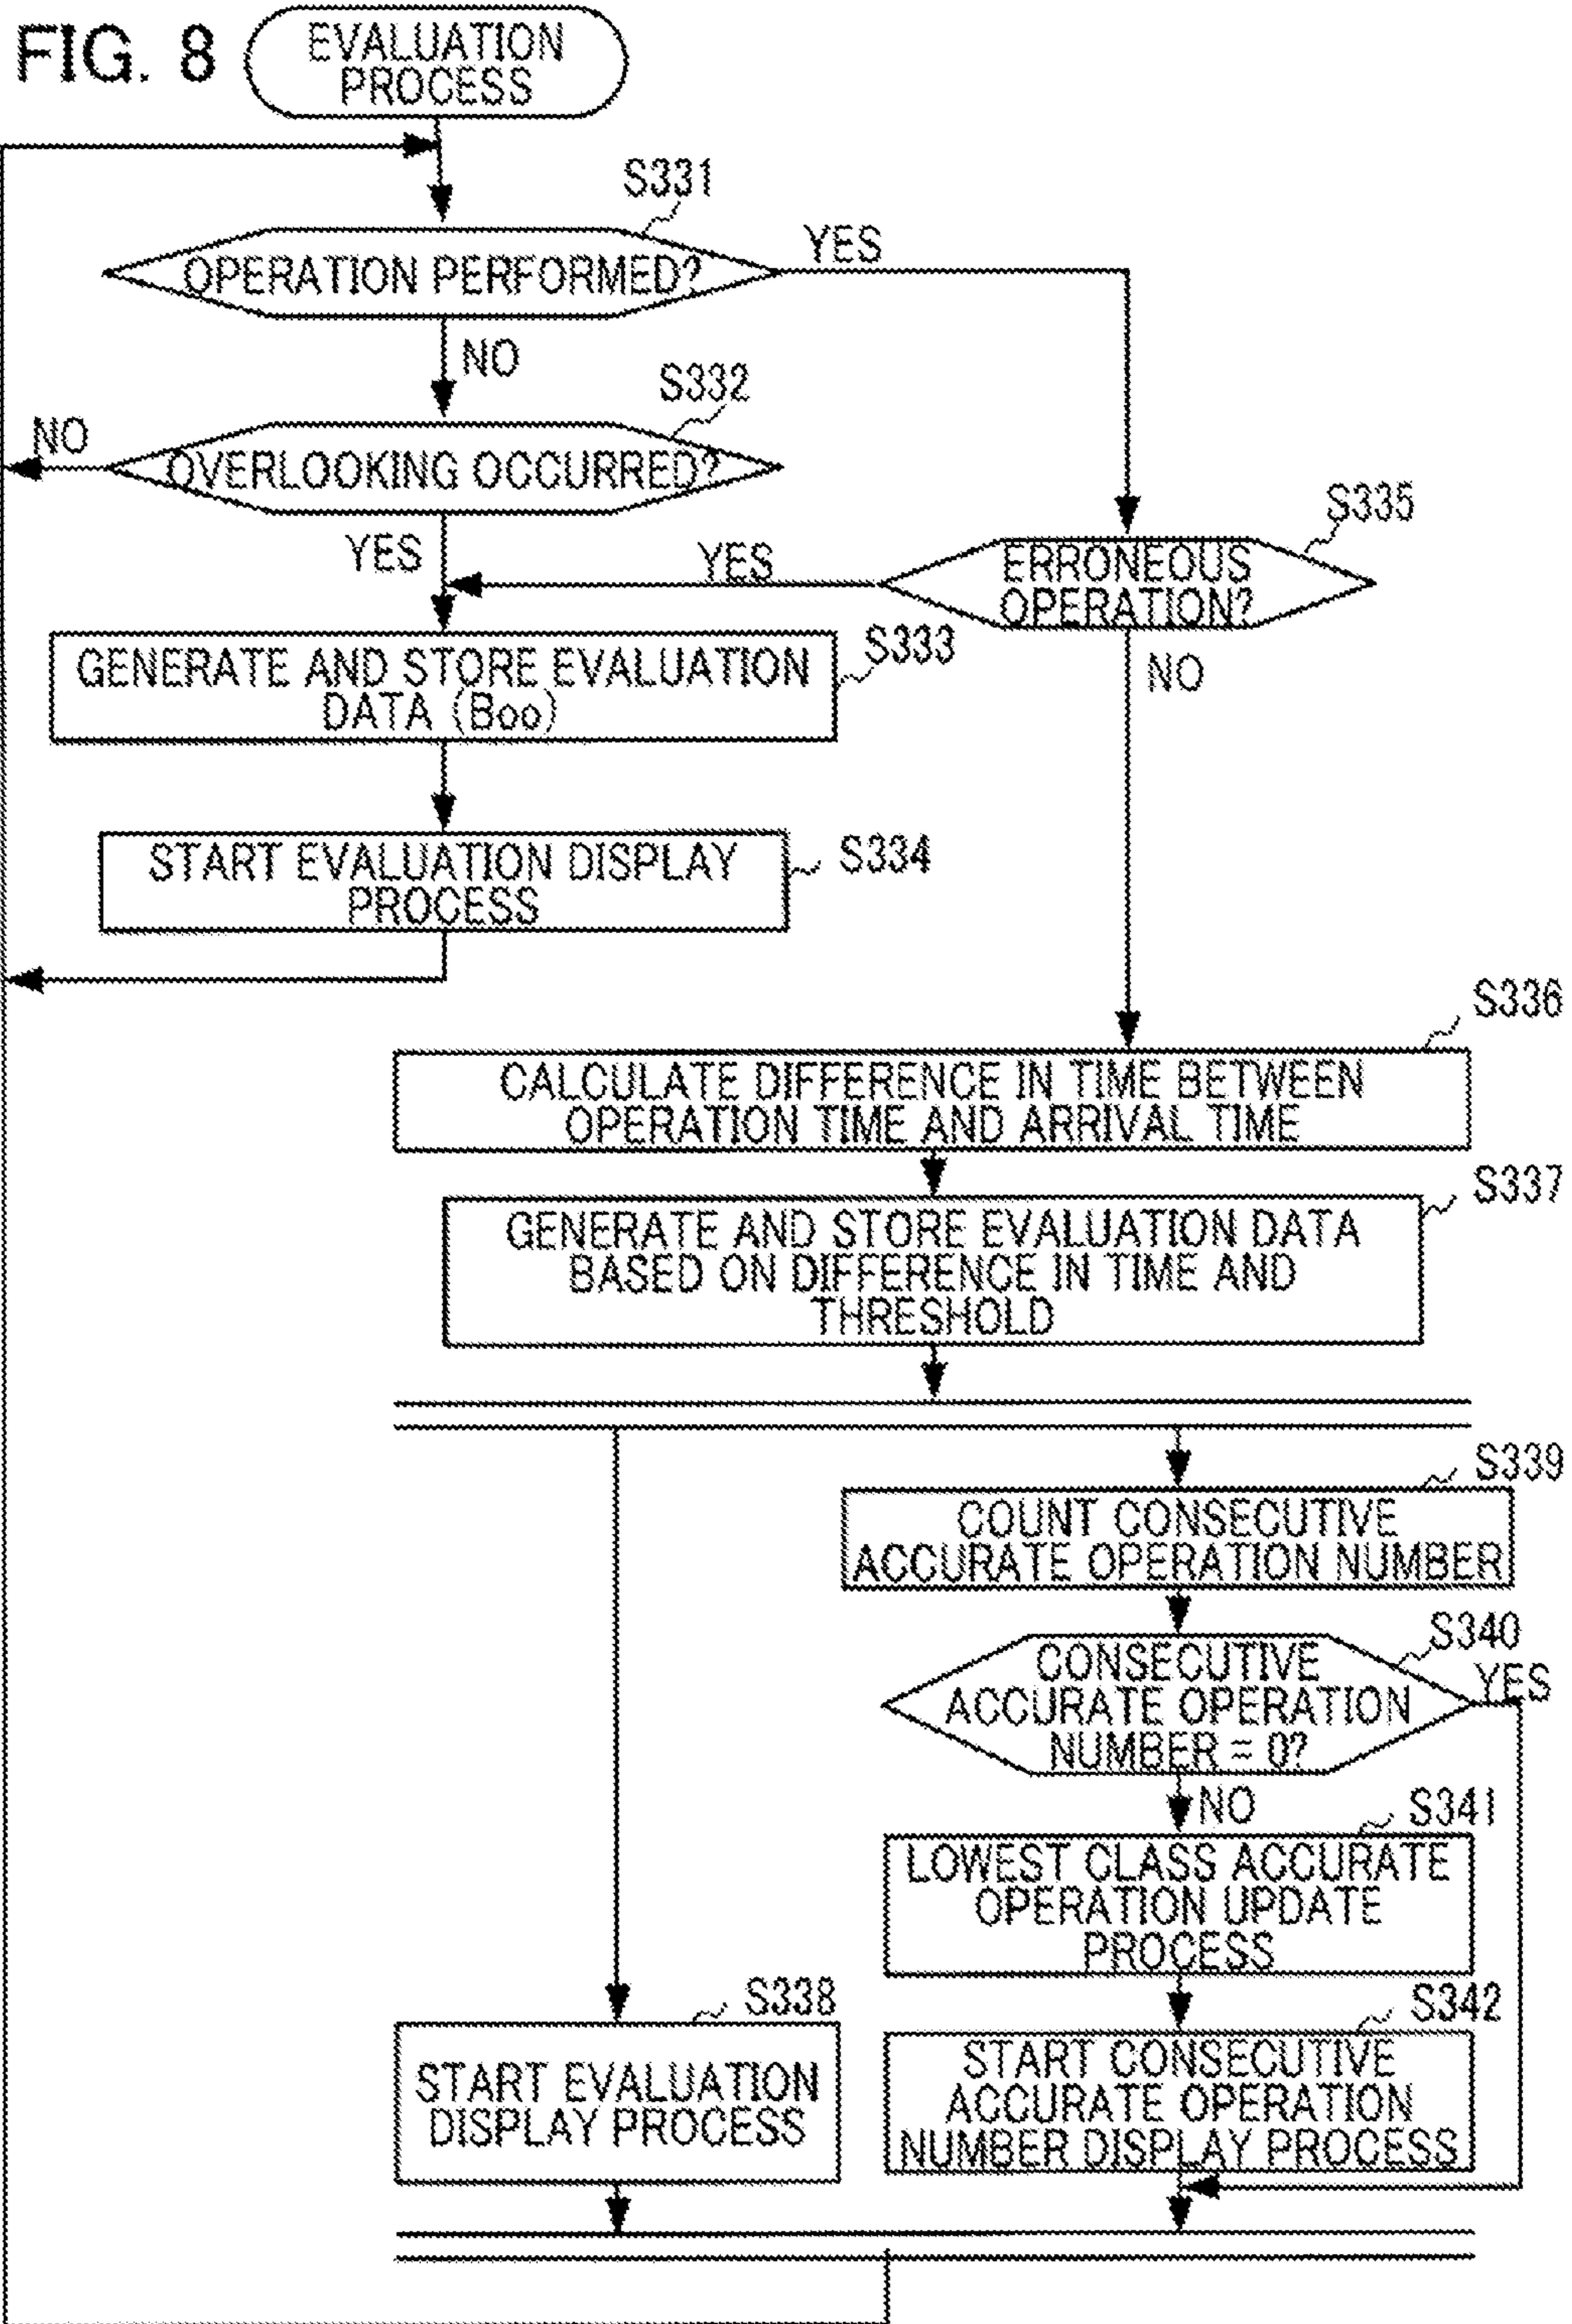 FIG. 8
EVALUATION
PROCESS
S331
OPERATION PERFORMED?
YES
NO
S332
NO
OVERLOOKING OCCURRED?
YES
YES
S335
ERRONEOUS
OPERATION?
NO
S333
GENERATE AND STORE EVALUATION
DATA (Boo)
START EVALUATION DISPLAY
PROCESS
S334
S336
CALCULATE DIFFERENCE IN TIME BETWEEN
OPERATION TIME AND ARRIVAL TIME
S337
GENERATE AND STORE EVALUATION DATA
BASED ON DIFFERENCE IN TIME AND
THRESHOLD
S339
COUNT CONSECUTIVE
ACCURATE OPERATION NUMBER
S340
CONSECUTIVE
ACCURATE OPERATION
NUMBER = 0?
YES
NO
S341
LOWEST CLASS ACCURATE
OPERATION UPDATE
PROCESS
S338
START EVALUATION
DISPLAY PROCESS
S342
START CONSECUTIVE
ACCURATE OPERATION
NUMBER DISPLAY PROCESS